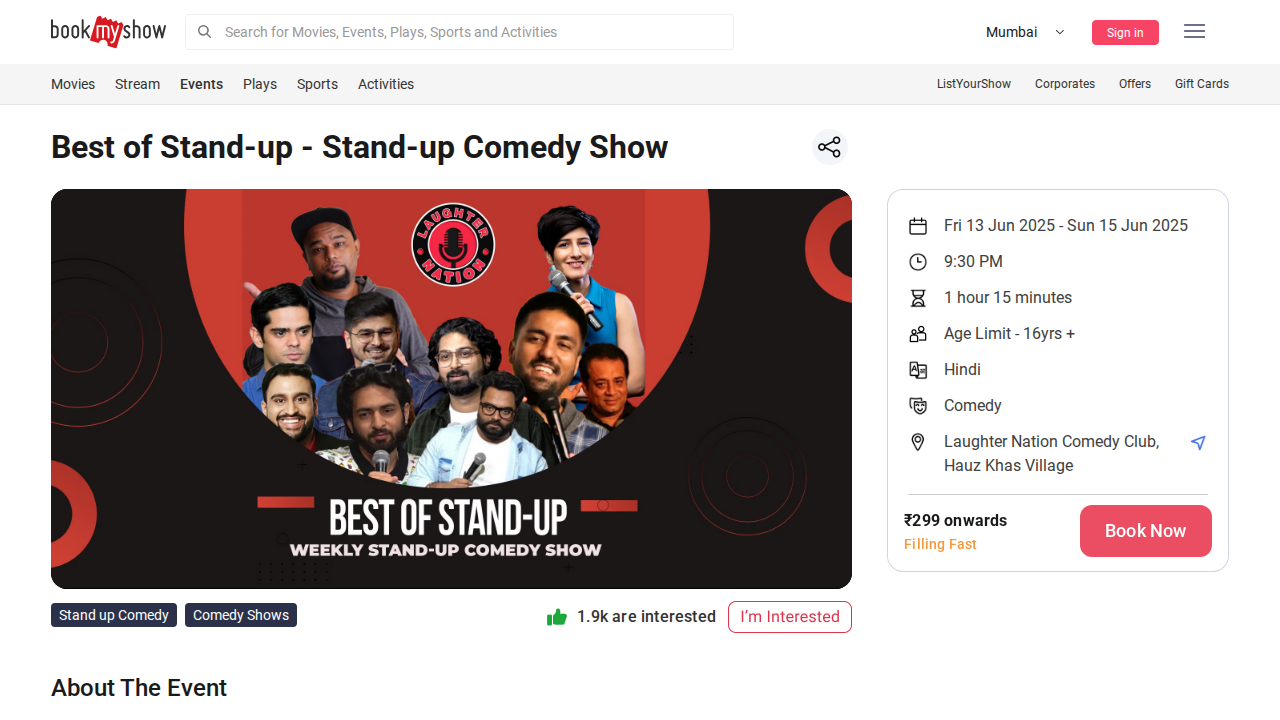 book my show
Search for Movies, Events, Plays, Sports and Activities
Mumbai
Sign in
Movies Stream Events Plays Sports Activities
ListYourShow Corporates Offers Gift Cards
Best of Stand-up - Stand-up Comedy Show
LAUGHTER
NATION
BEST OF STAND-UP
WEEKLY STAND-UP COMEDY SHOW
Fri 13 Jun 2025 - Sun 15 Jun 2025
9:30 PM
1 hour 15 minutes
Age Limit - 16yrs +
Hindi
Comedy
Laughter Nation Comedy Club,
Hauz Khas Village
₹299 onwards
Filling Fast
Book Now
Stand up Comedy Comedy Shows
1.9k are interested
I’m Interested
About The Event